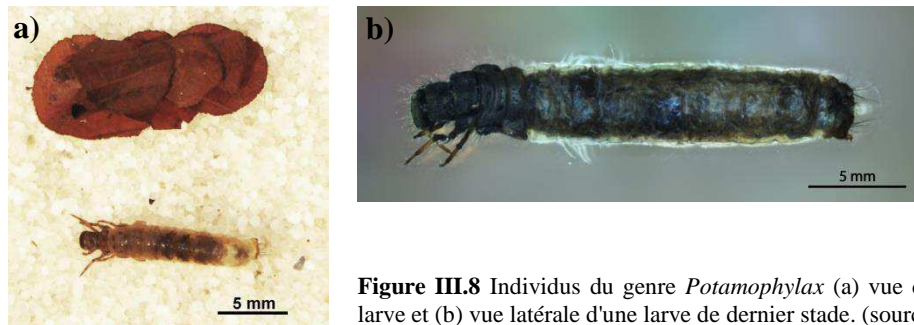 a)
5 mm
b)
5 mm
Figure III.8 Individus du genre Potamophylax (a) vue
larve et (b) vue latérale d'une larve de dernier stade.